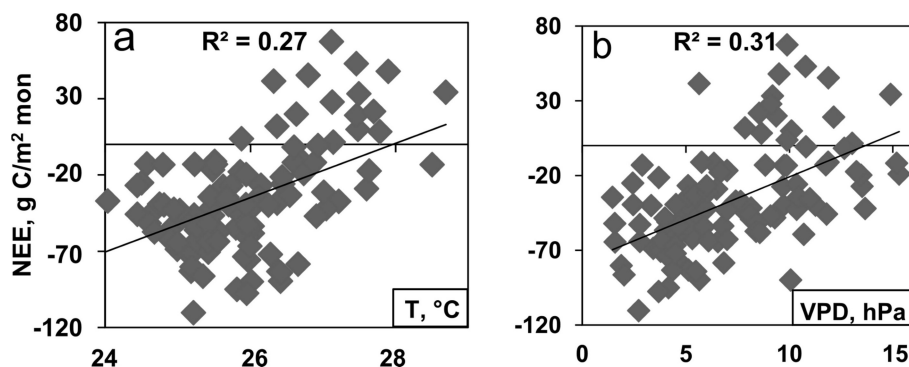 a
R² = 0.27
NEE, g C/m² mon
80
30
-20
-70
-120
T, °C
24
26
28
b
R² = 0.31
80
30
-20
-70
-120
VPD, hPa
0
5
10
15